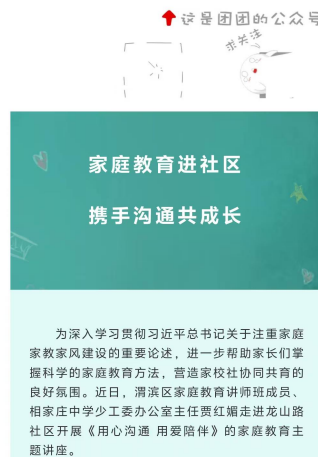 这是团团的公众号
求关注
家庭教育进社区
携手沟通共成长
为深入学习贯彻习近平总书记关于注重家庭
家教家风建设的重要论述，进一步帮助家长们掌
握科学的家庭教育方法，营造家校社协同共育的
良好氛围。近日，渭滨区家庭教育讲师班成员、
相家庄中学少工委办公室主任贾红媚走进龙山路
社区开展《用心沟通 用爱陪伴》的家庭教育主
题讲座。